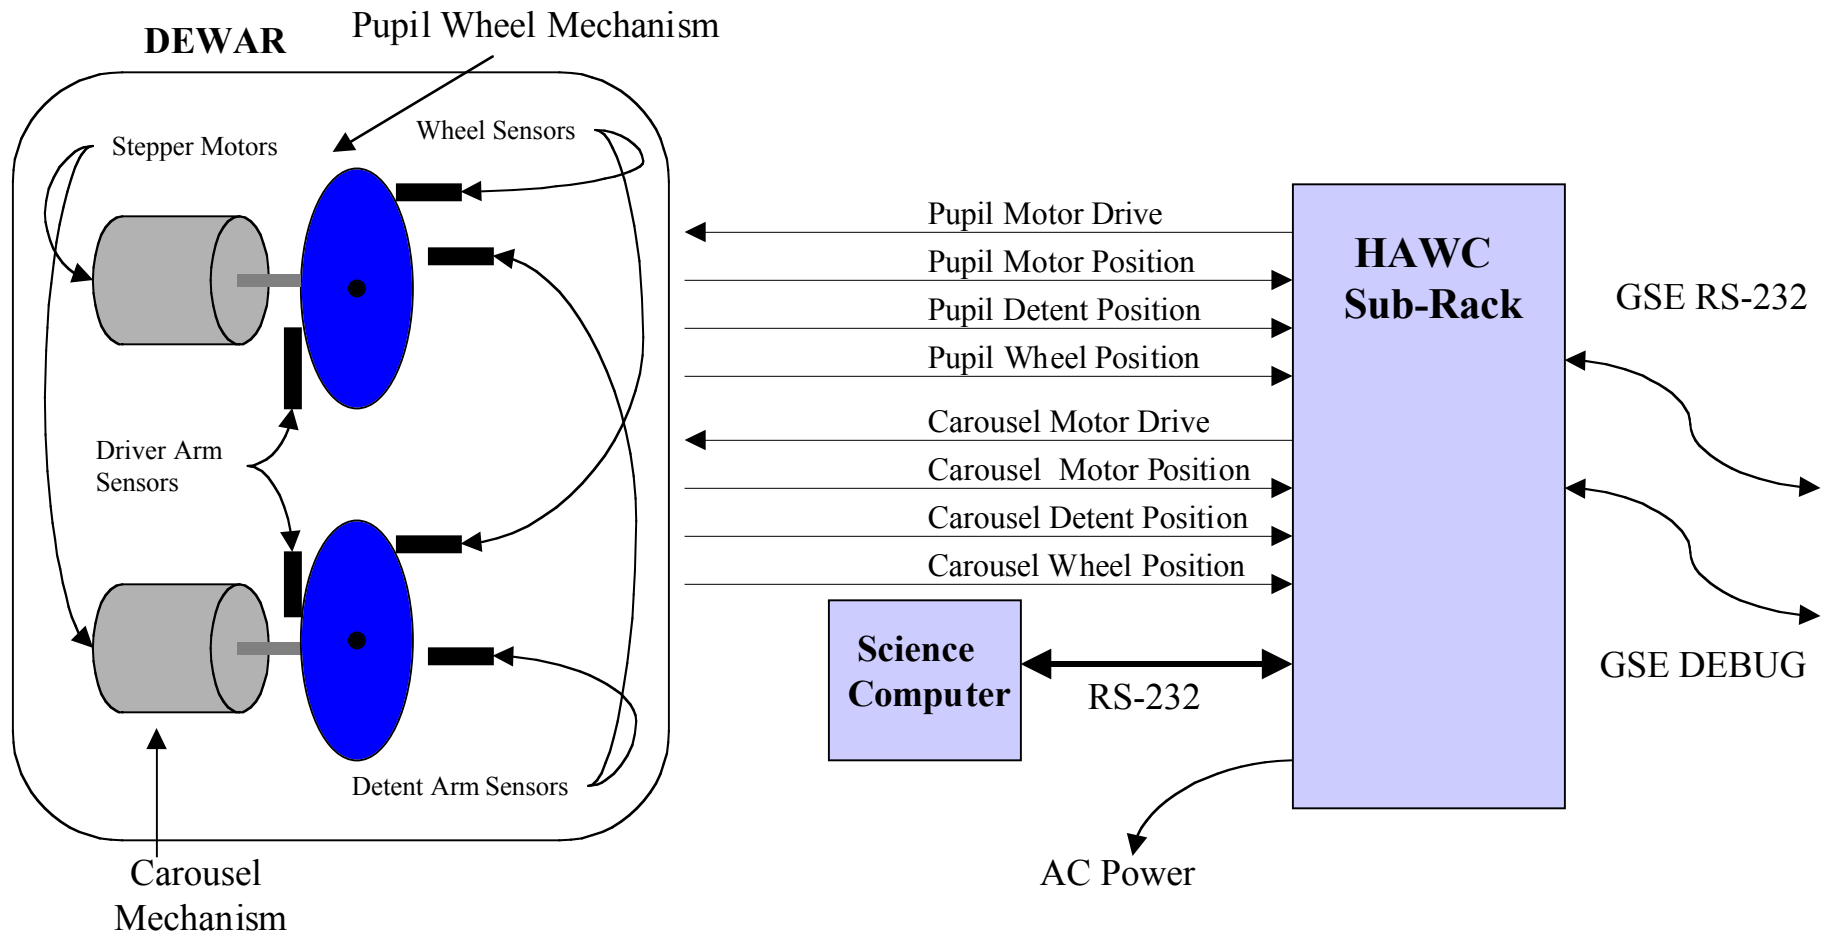 DEWAR
Pupil Wheel Mechanism
Stepper Motors
Wheel Sensors
Driver Arm
Sensors
Detent Arm Sensors
Carousel
Mechanism
Pupil Motor Drive
Pupil Motor Position
Pupil Detent Position
Pupil Wheel Position
Carousel Motor Drive
Carousel Motor Position
Carousel Detent Position
Carousel Wheel Position
Science
Computer
RS-232
AC Power
HAWC
Sub-Rack
GSE RS-232
GSE DEBUG